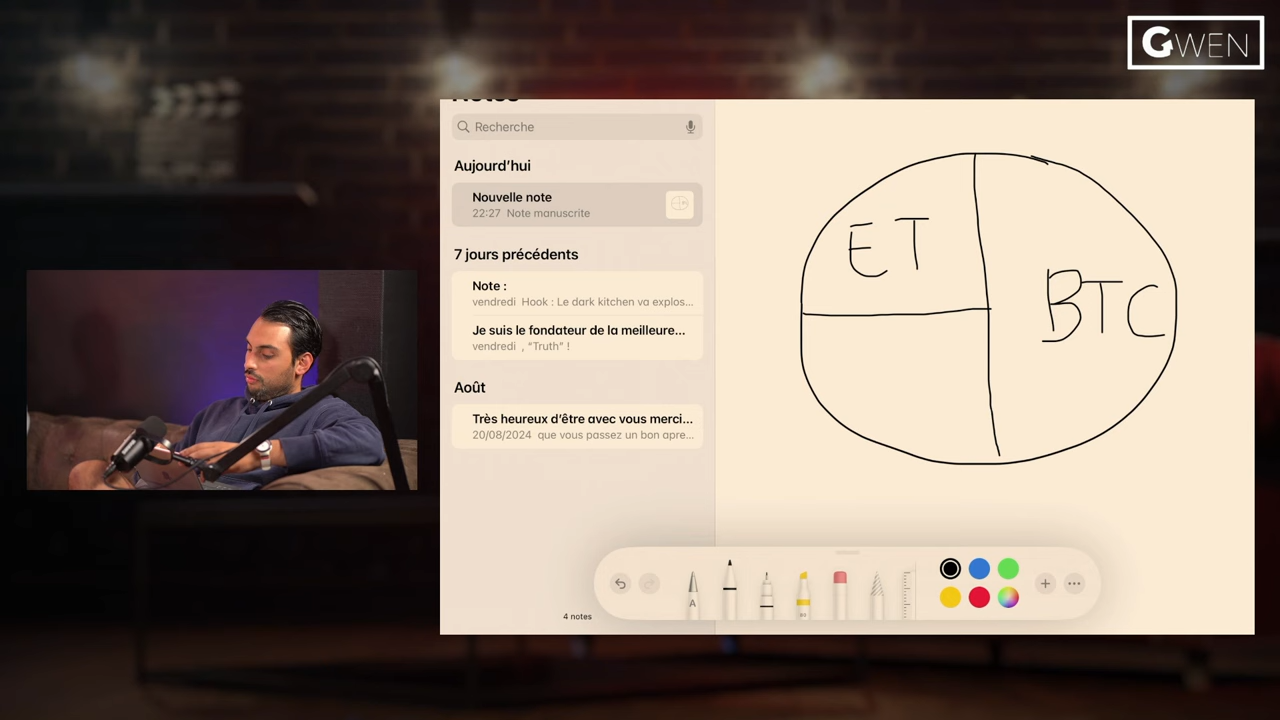 GWEN
Notes
Recherche
Aujourd'hui
Nouvelle note
22:27 Note manuscrite
7 jours précédents
Note :
vendredi Hook : Le dark kitchen va explos...
Je suis le fondateur de la meilleure...
vendredi , “Truth” !
Août
Très heureux d'être avec vous merci...
20/08/2024 que vous passez un bon apre...
4 notes
ET
BTC
A